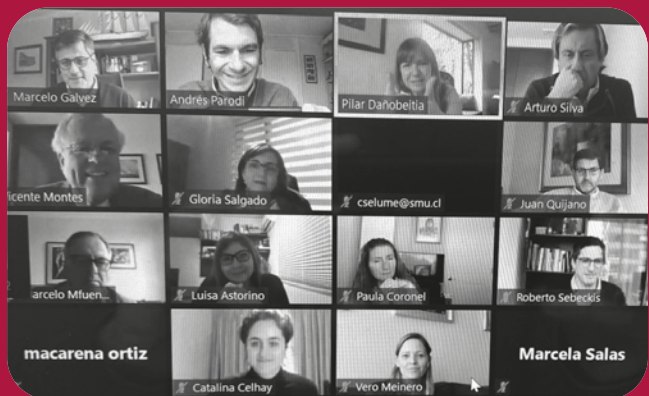 Marcelo Galvez
Andrés Parodi
Pilar Dañobeitia
Arturo Silva
Vicente Montes
Gloria Salgado
cselume@smu.cl
Juan Quijano
arcelo Mfuen...
Luisa Astorino
Paula Coronel
Roberto Sebeckis
macarena ortiz
Catalina Celhay
Vero Meinero
Marcela Salas